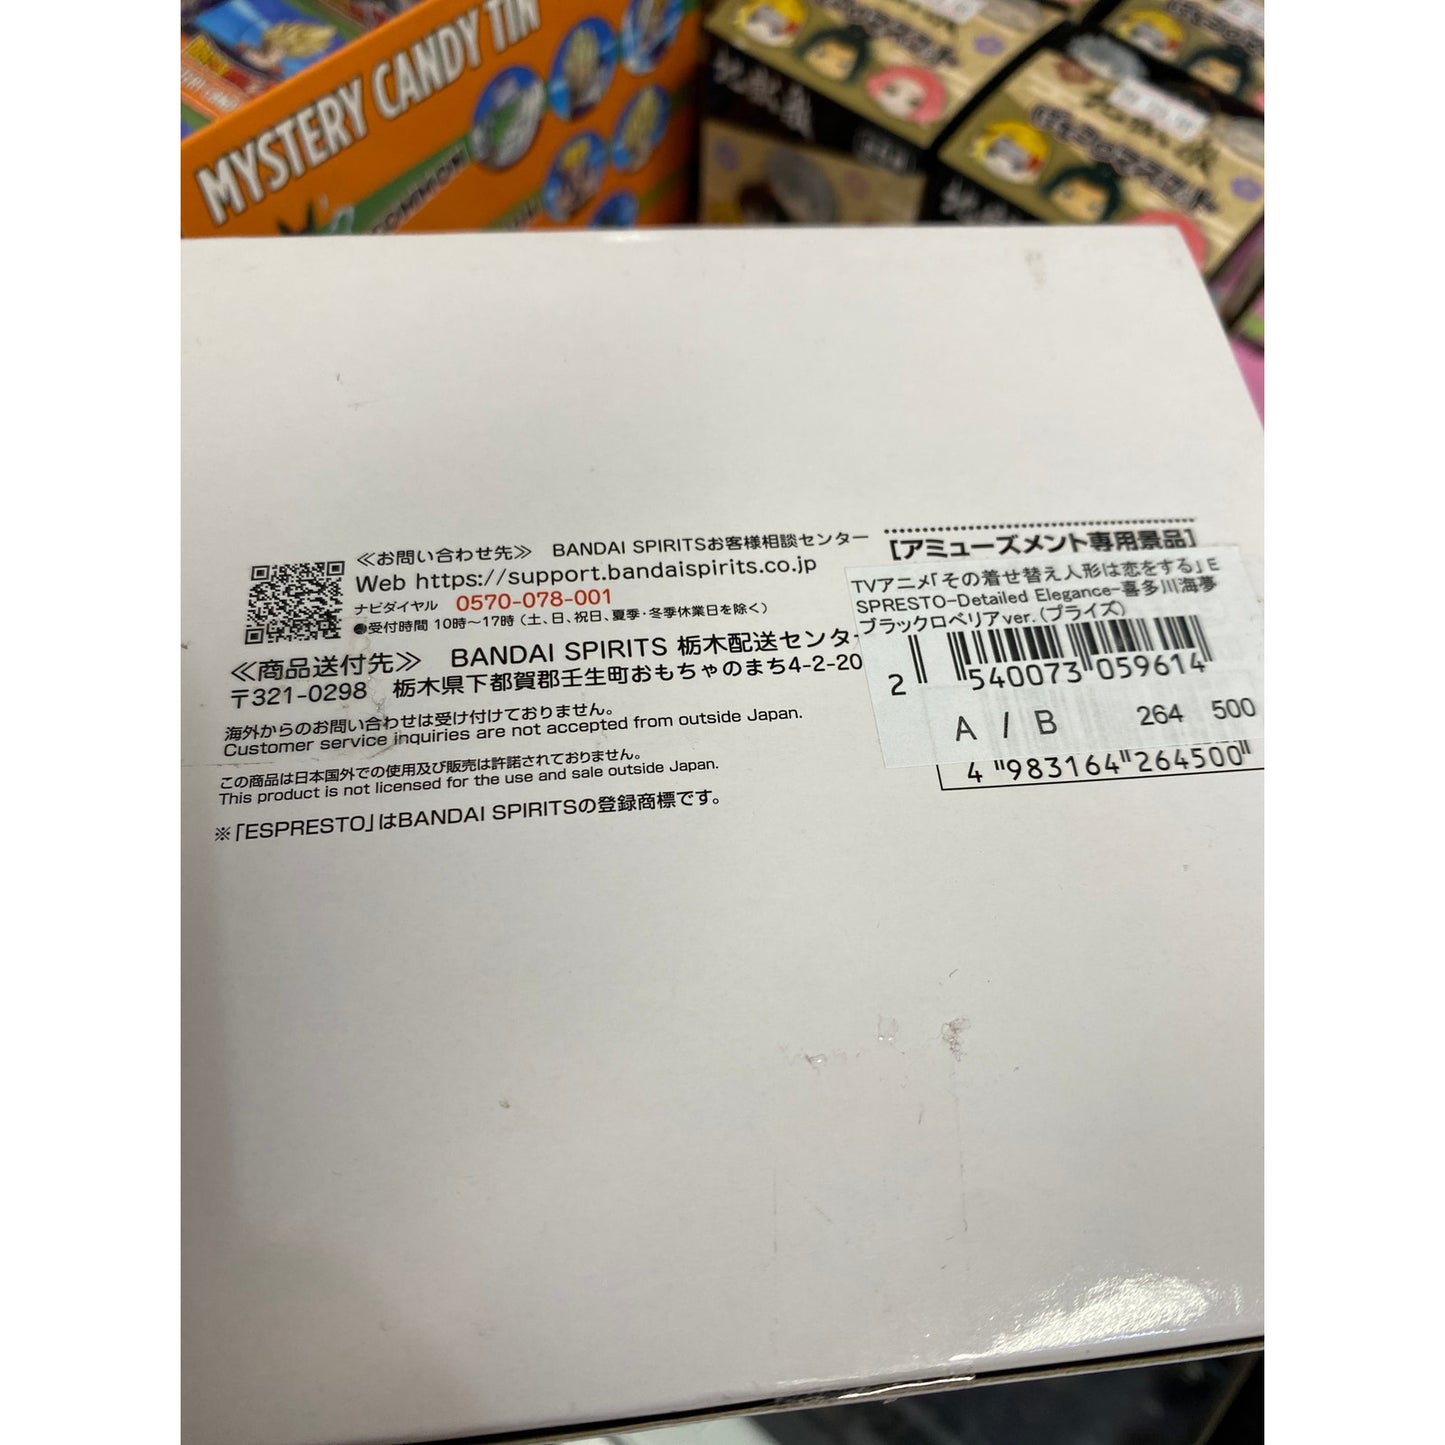 MYSTERY CANDY TIN
COMMON
≪お問い合わせ先≫ BANDAI SPIRITSお客様相談センター
Web https://support.bandaispirits.co.jp
ナビダイヤル 0570-078-001
●受付時間 10時～17時（土、日、祝日、夏季・冬季休業日を除く）
≪商品送付先≫ BANDAI SPIRITS 栃木配送センター
〒321-0298 栃木県下都賀郡壬生町おもちゃのまち4-2-20
海外からのお問い合わせは受け付けておりません。
Customer service inquiries are not accepted from outside Japan.
この商品は日本国外での使用及び販売は許諾されておりません。
This product is not licensed for the use and sale outside Japan.
※「ESPRESTO」はBANDAI SPIRITSの登録商標です。
[アミューズメント専用景品]
TVアニメ「その着せ替え人形は恋をする」E
SPRESTO-Detailed Elegance-喜多川海夢
ブラックロベリアver.（プライズ）
2 540073 059614
A / B 264 500
4 983164 264500